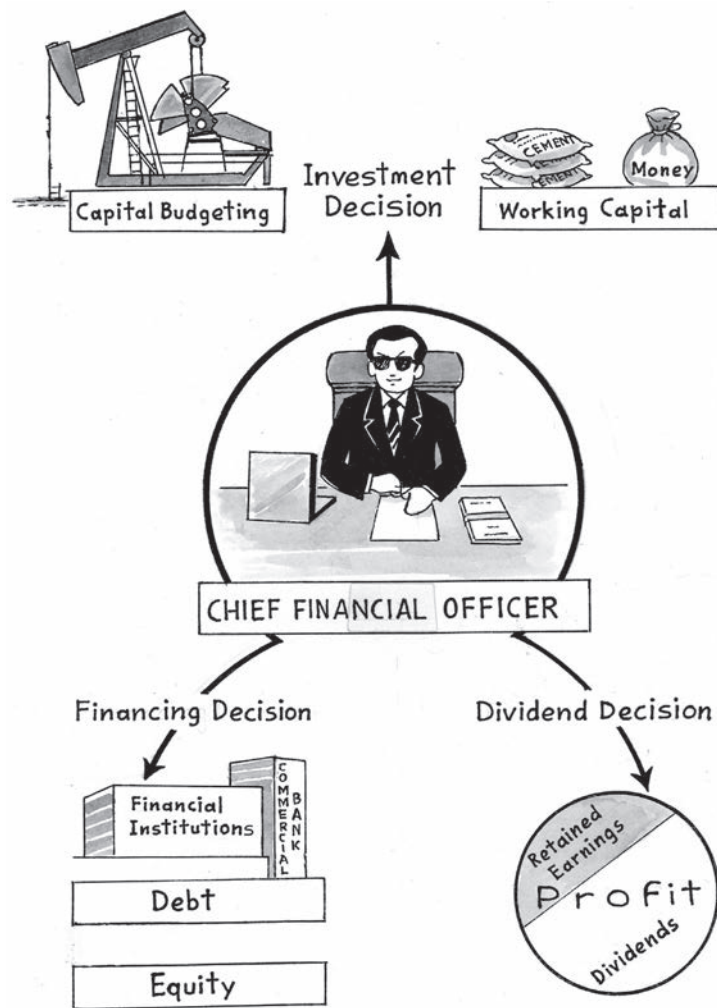 CEMENT
CEMENT
CEMENT
Money
Capital Budgeting
Investment
Decision
Working Capital
CHIEF FINANCIAL OFFICER
Financing Decision
Dividend Decision
Financial
Institutions
COMMERCIAL
BANK
Debt
Equity
Retained
Earnings
Profit
Dividends